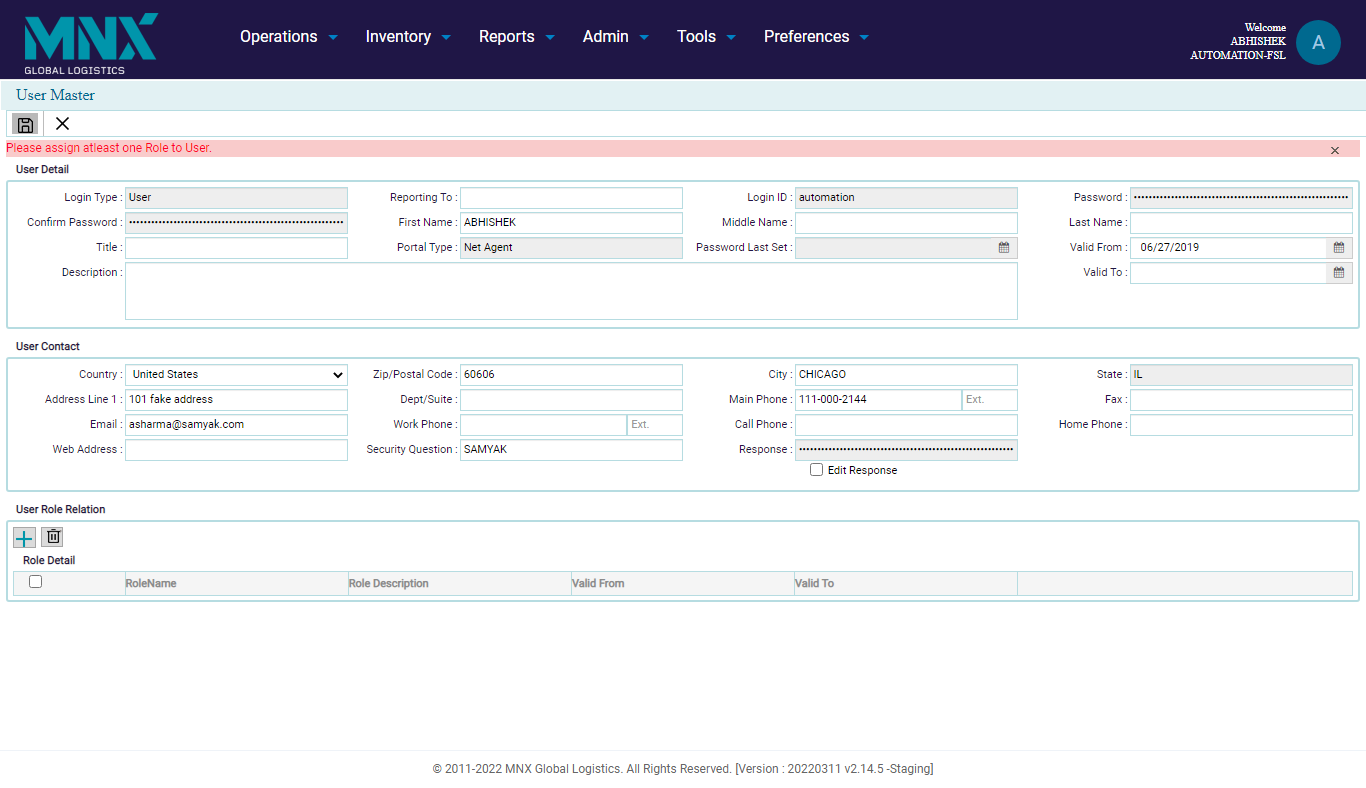 MNX
GLOBAL LOGISTICS
Operations Inventory Reports Admin Tools Preferences
Welcome
ABHISHEK
AUTOMATION-FSL
A
User Master
Please assign atleast one Role to User.
User Detail
Login Type : User Reporting To : Login ID : automation Password : ••••••••••••••••••••••••••••••••••••••••••••••••••••••••
Confirm Password : •••••••••••••••••••••••••••••••••••••••••••••••••••••••• First Name : ABHISHEK Middle Name : Last Name :
Title : Portal Type : Net Agent Password Last Set : Valid From : 06/27/2019
Description : Valid To :
User Contact
Country : United States Zip/Postal Code : 60606 City : CHICAGO State : IL
Address Line 1 : 101 fake address Dept/Suite : Main Phone : 111-000-2144 Ext. Fax :
Email : asharma@samyak.com Work Phone : Ext. Call Phone : Home Phone :
Web Address : Security Question : SAMYAK Response : ••••••••••••••••••••••••••••••••••••••••••••••••••••••••
Edit Response
User Role Relation
Role Detail
RoleName Role Description Valid From Valid To
© 2011-2022 MNX Global Logistics. All Rights Reserved. [Version : 20220311 v2.14.5 -Staging]